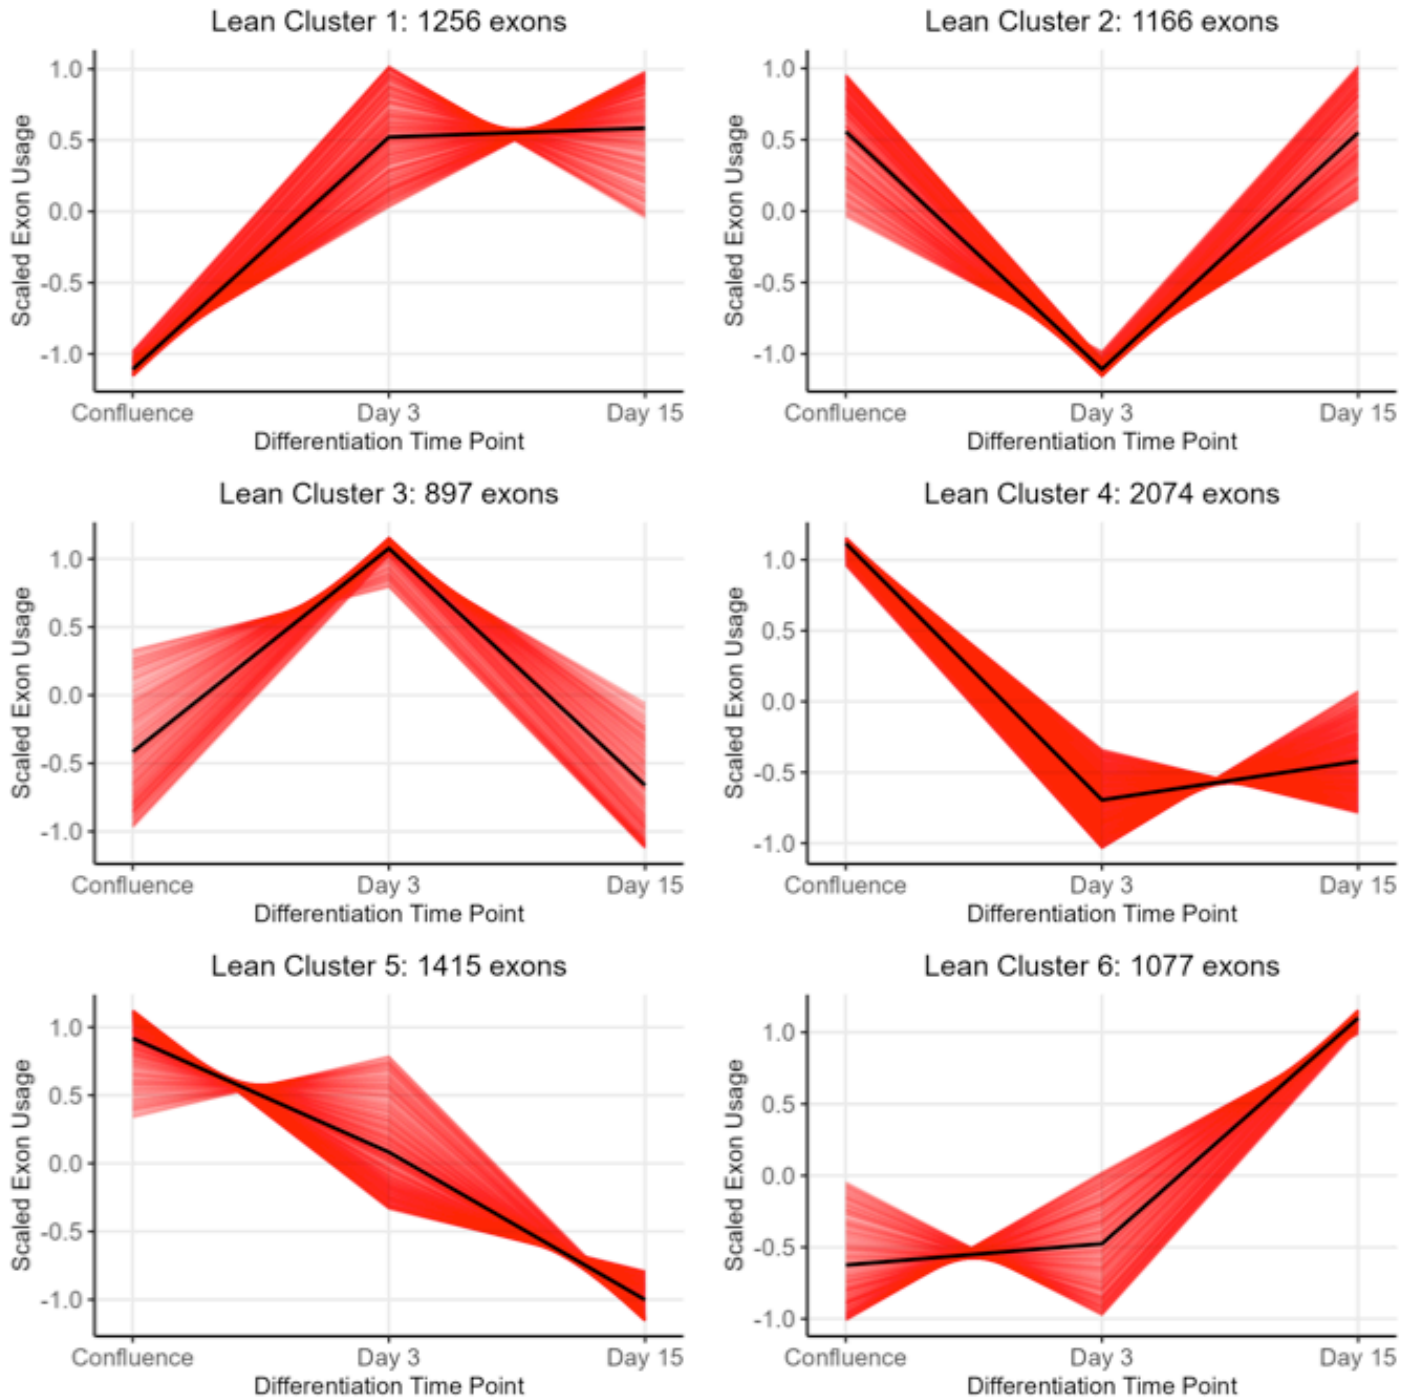 Lean Cluster 1: 1256 exons
Scaled Exon Usage
1.0
0.5
0.0
-0.5
-1.0
Confluence Day 3 Day 15
Differentiation Time Point
Lean Cluster 2: 1166 exons
Scaled Exon Usage
1.0
0.5
0.0
-0.5
-1.0
Confluence Day 3 Day 15
Differentiation Time Point
Lean Cluster 3: 897 exons
Scaled Exon Usage
1.0
0.5
0.0
-0.5
-1.0
Confluence Day 3 Day 15
Differentiation Time Point
Lean Cluster 4: 2074 exons
Scaled Exon Usage
1.0
0.5
0.0
-0.5
-1.0
Confluence Day 3 Day 15
Differentiation Time Point
Lean Cluster 5: 1415 exons
Scaled Exon Usage
1.0
0.5
0.0
-0.5
-1.0
Confluence Day 3 Day 15
Differentiation Time Point
Lean Cluster 6: 1077 exons
Scaled Exon Usage
1.0
0.5
0.0
-0.5
-1.0
Confluence Day 3 Day 15
Differentiation Time Point